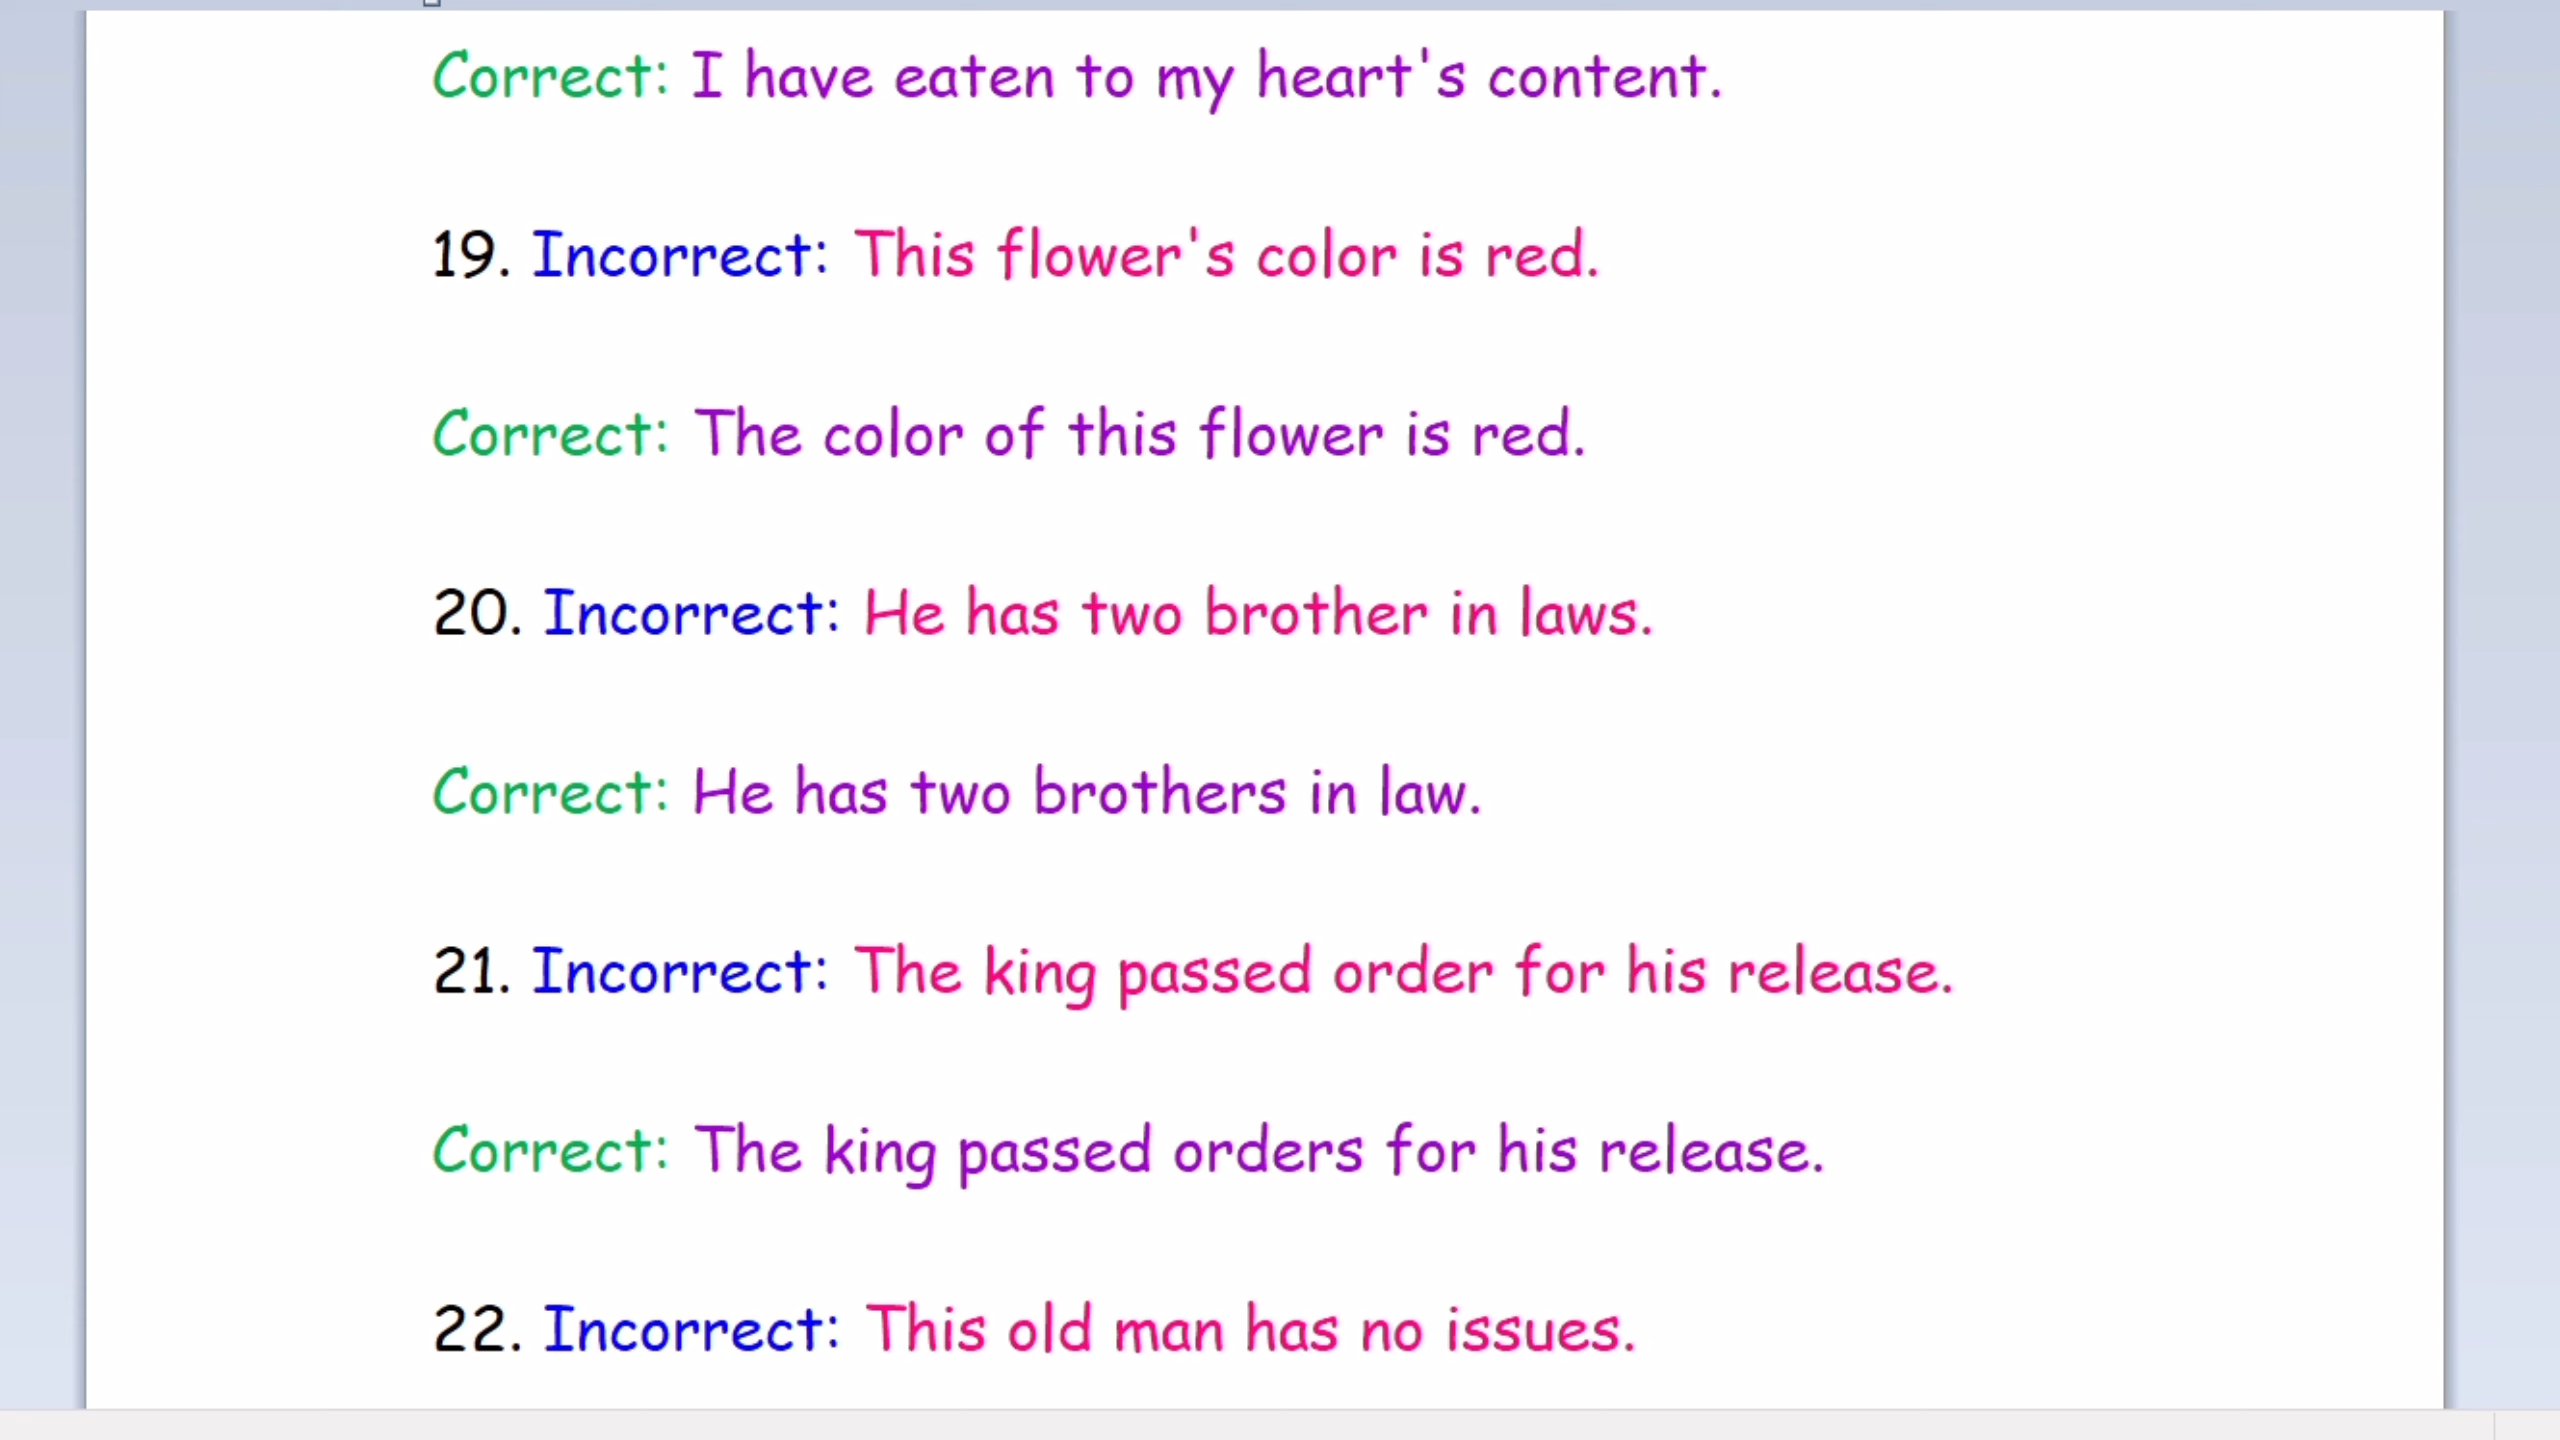 Correct: I have eaten to my heart's content.
19. Incorrect: This flower's color is red.
Correct: The color of this flower is red.
20. Incorrect: He has two brother in laws.
Correct: He has two brothers in law.
21. Incorrect: The king passed order for his release.
Correct: The king passed orders for his release.
22. Incorrect: This old man has no issues.